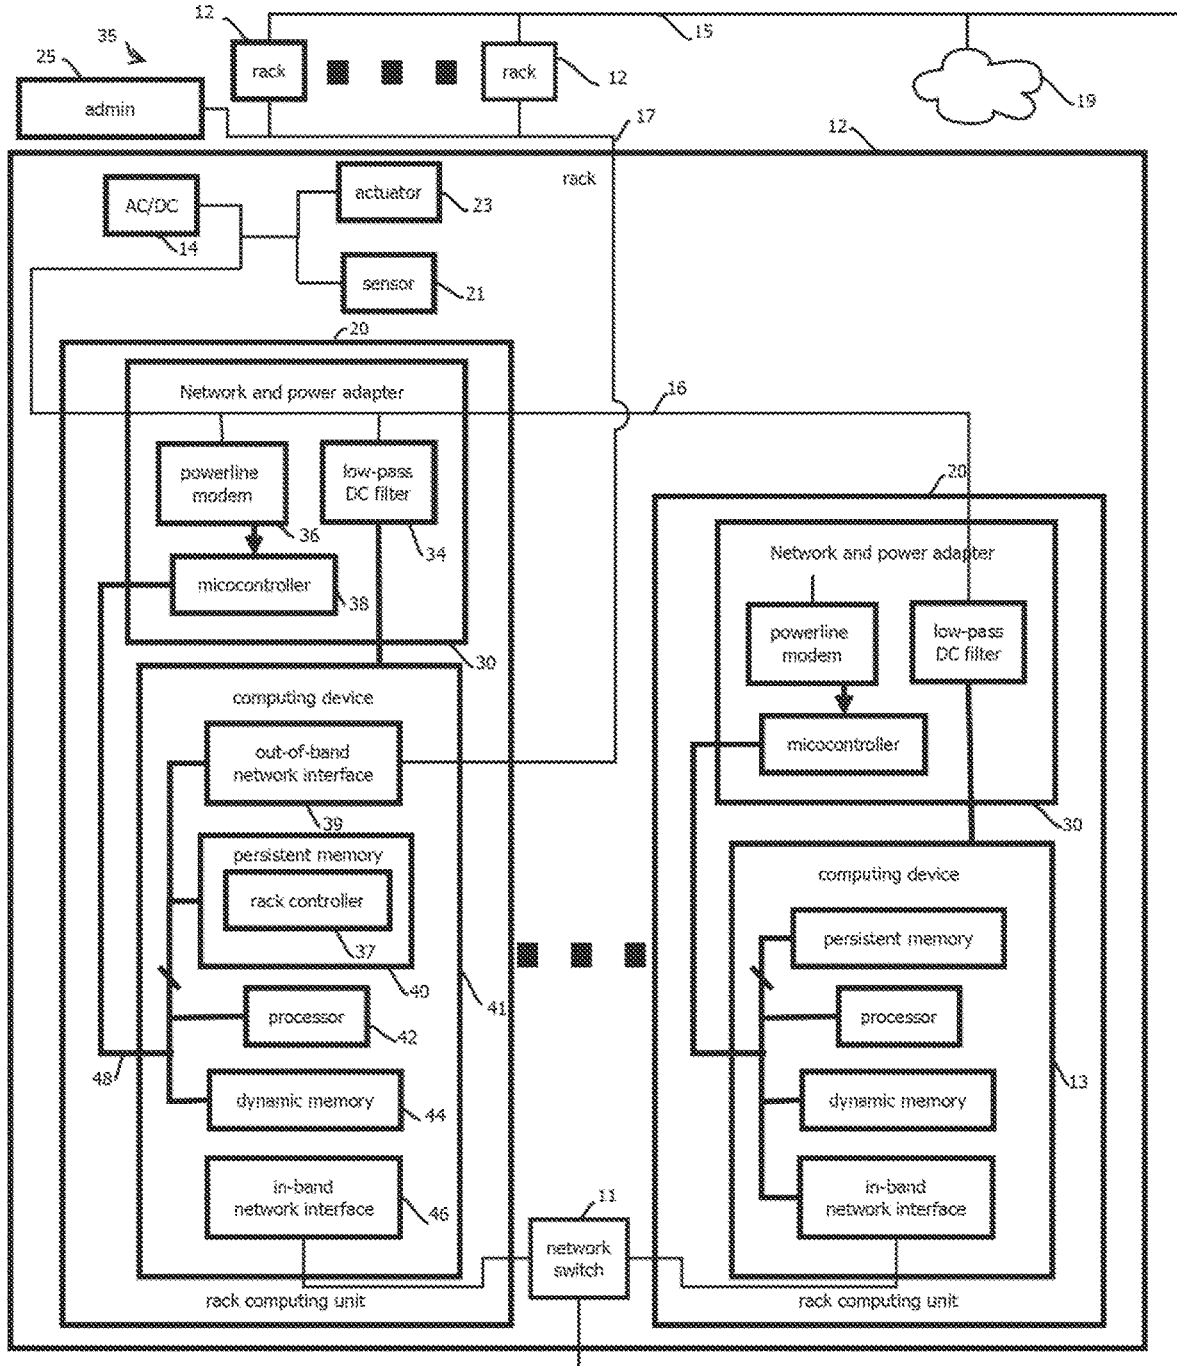 12
15
35
25
rack
rack
12
admin
19
17
12
rack
AC/DC
14
actuator
23
sensor
21
20
Network and power adapter
16
powerline
modem
36
low-pass
DC filter
34
micocontroller
38
30
20
Network and power adapter
powerline
modem
low-pass
DC filter
micocontroller
30
computing device
out-of-band
network interface
39
persistent memory
rack controller
37
40
41
processor
42
48
dynamic memory
44
in-band
network interface
46
rack computing unit
11
network
switch
computing device
persistent memory
processor
13
dynamic memory
in-band
network interface
rack computing unit